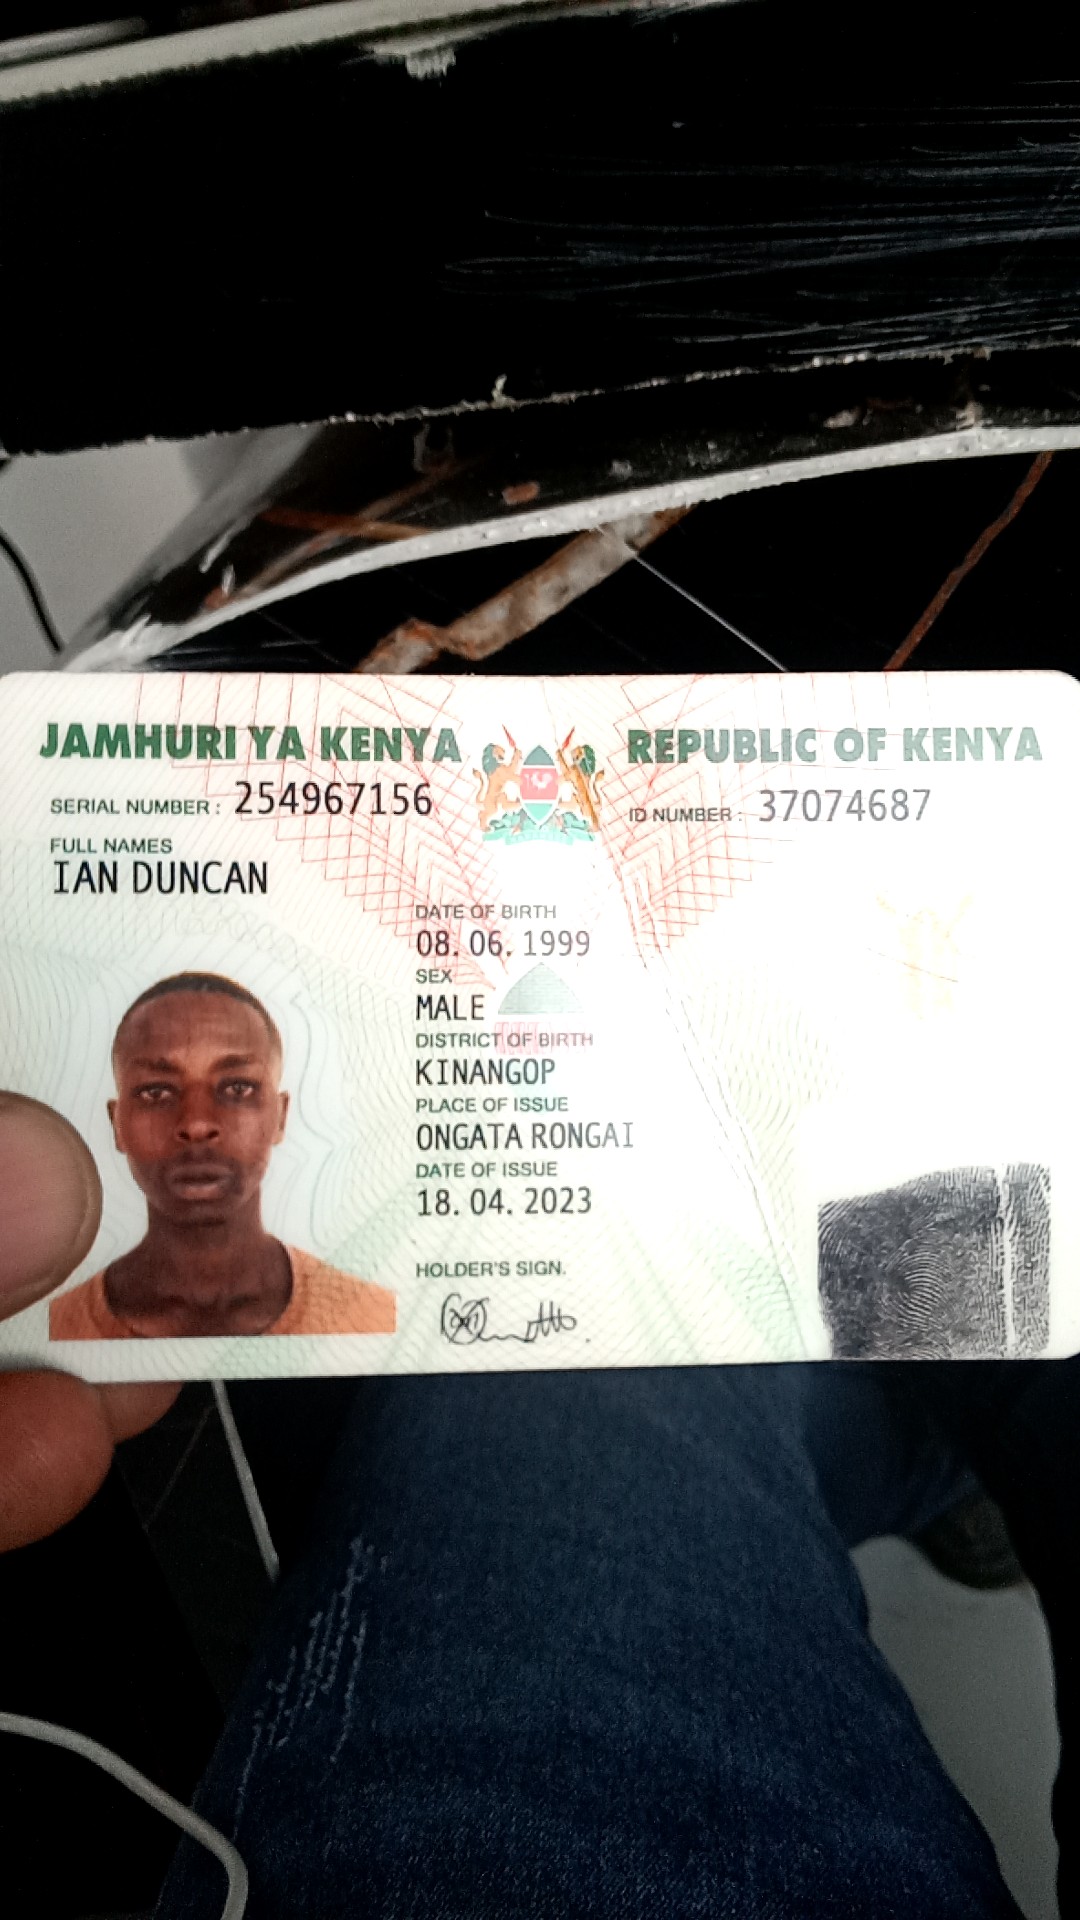 JAMHURI YA KENYA
REPUBLIC OF KENYA
SERIAL NUMBER : 254967156
ID NUMBER : 37074687
FULL NAMES
IAN DUNCAN
DATE OF BIRTH
08. 06. 1999
SEX
MALE
DISTRICT OF BIRTH
KINANGOP
PLACE OF ISSUE
ONGATA RONGAI
DATE OF ISSUE
18. 04. 2023
HOLDER'S SIGN.